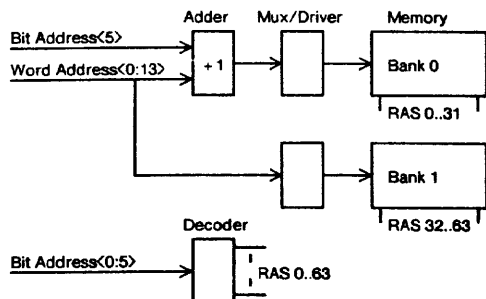 Adder Mux/Driver Memory
Bit Address<5>
Word Address<0:13>
+ 1
Bank 0
RAS 0..31
Bank 1
RAS 32..63
Decoder
Bit Address<0:5>
RAS 0..63